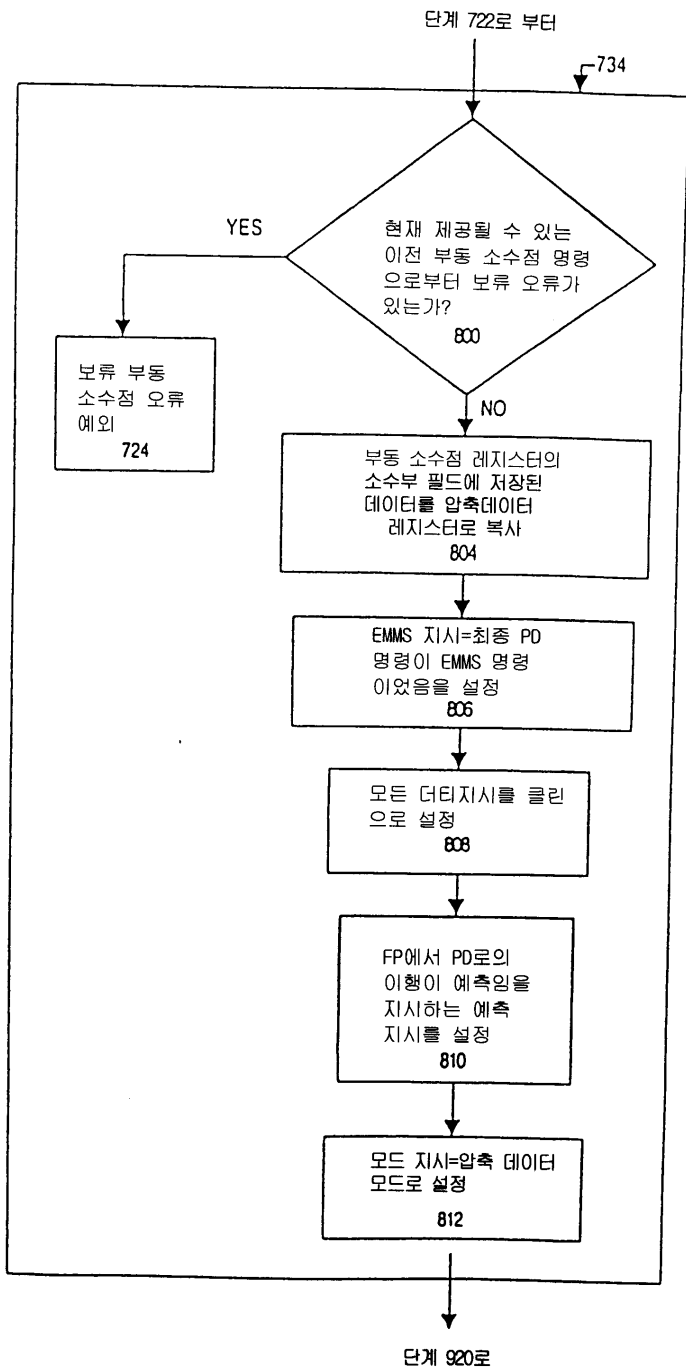 단계 722로 부터
734
현재 제공될 수 있는
이전 부동 소수점 명령
으로부터 보류 오류가
있는가?
800
YES
보류 부동
소수점 오류
예외
724
NO
부동 소수점 레지스터의
소수부 필드에 저장된
데이터를 압축데이터
레지스터로 복사
804
EMMS 지시=최종 PD
명령이 EMMS 명령
이었음을 설정
806
모든 더티지시를 클린
으로 설정
808
FP에서 PD로의
이행이 예측임을
지시하는 예측
지시를 설정
810
모드 지시=압축 데이터
모드로 설정
812
단계 920로